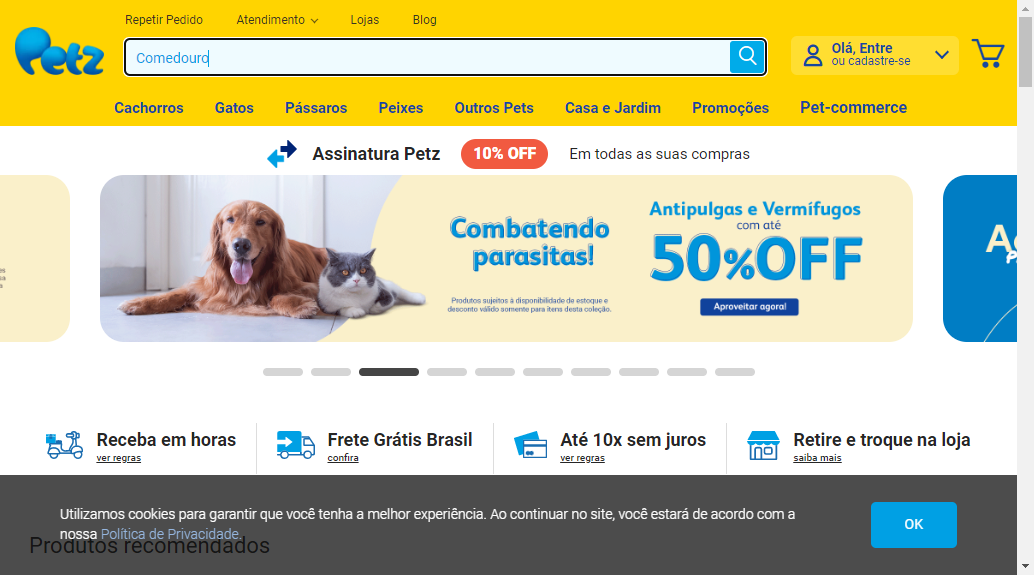 Repetir Pedido
Atendimento
Lojas
Blog
Petz
Comedouro
Olá, Entre
ou cadastre-se
Cachorros
Gatos
Pássaros
Peixes
Outros Pets
Casa e Jardim
Promoções
Pet-commerce
Assinatura Petz
10% OFF
Em todas as suas compras
Combatendo
parasitas!
Produtos sujeitos à disponibilidade de estoque e
desconto válido somente para itens desta coleção.
Antipulgas e Vermífugos
com até
50%OFF
Aproveitar agora!
Receba em horas
ver regras
Frete Grátis Brasil
confira
Até 10x sem juros
ver regras
Retire e troque na loja
saiba mais
Utilizamos cookies para garantir que você tenha a melhor experiência. Ao continuar no site, você estará de acordo com a
nossa Política de Privacidade.
OK
Produtos recomendados